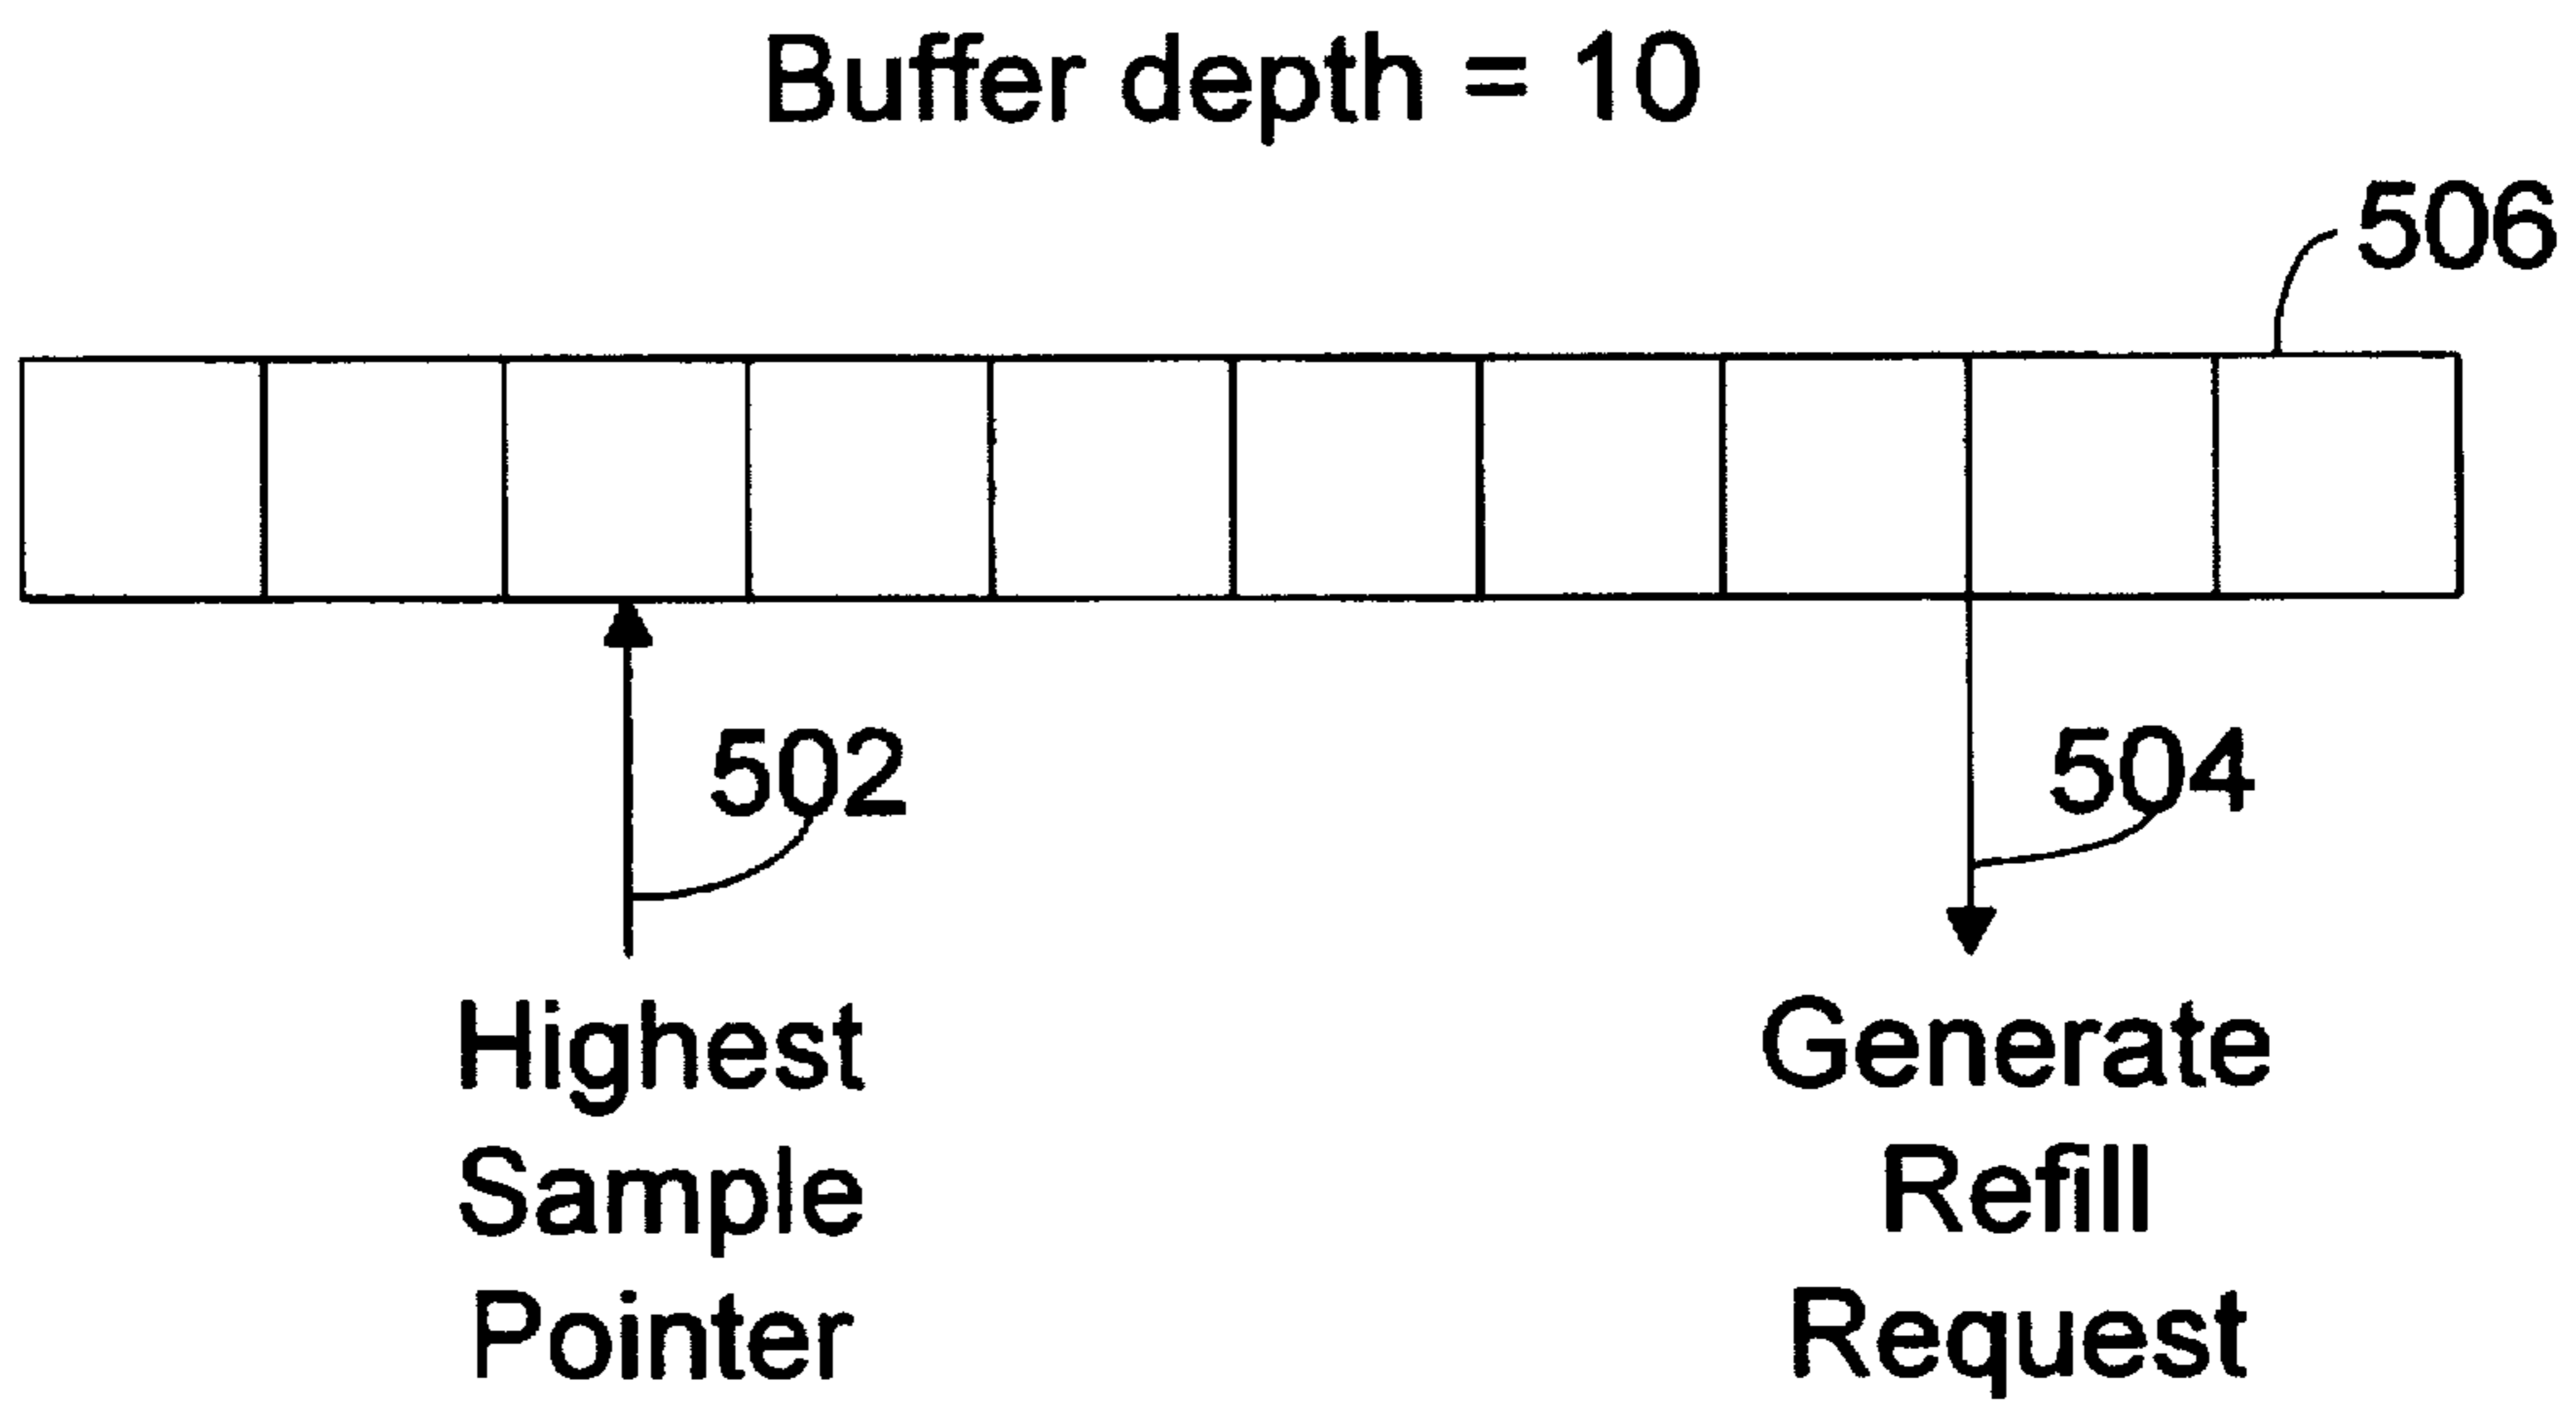 Buffer depth = 10
506
502
504
Highest
Sample
Pointer
Generate
Refill
Request